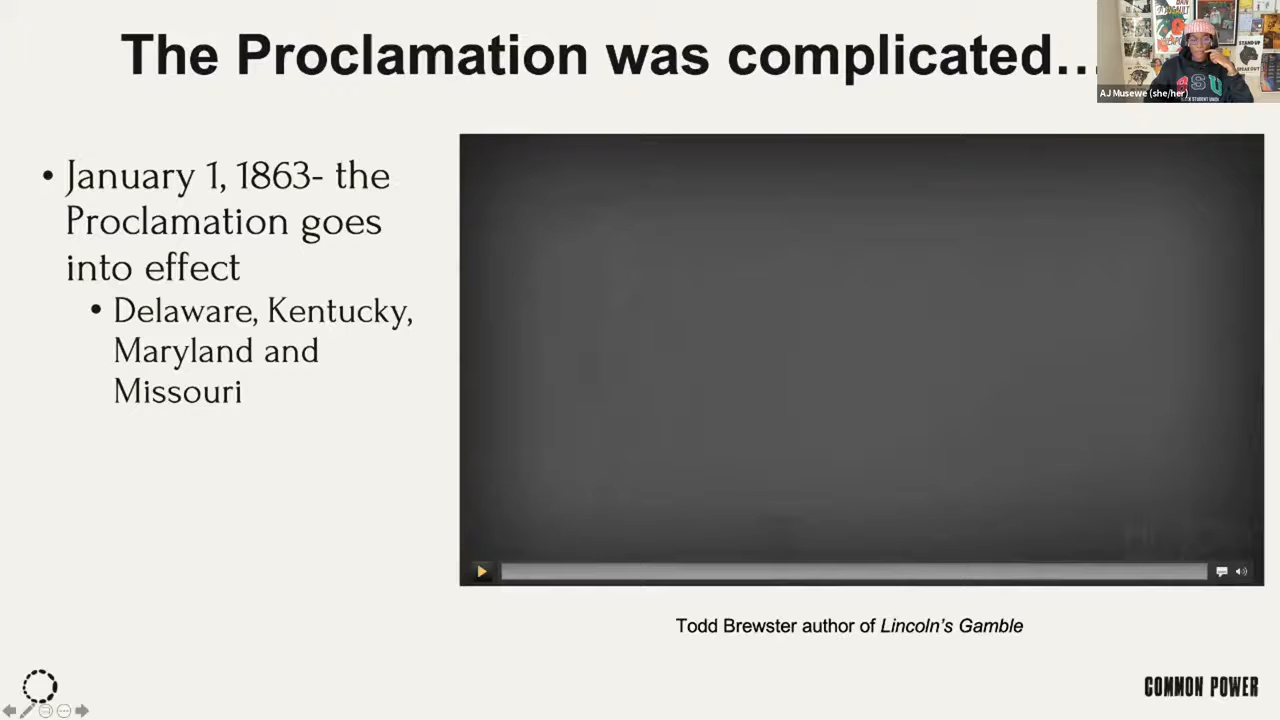 The Proclamation was complicated…
AJ Musewe (she/her)
• January 1, 1863- the
Proclamation goes
into effect
• Delaware, Kentucky,
Maryland and
Missouri
Todd Brewster author of Lincoln's Gamble
COMMON POWER